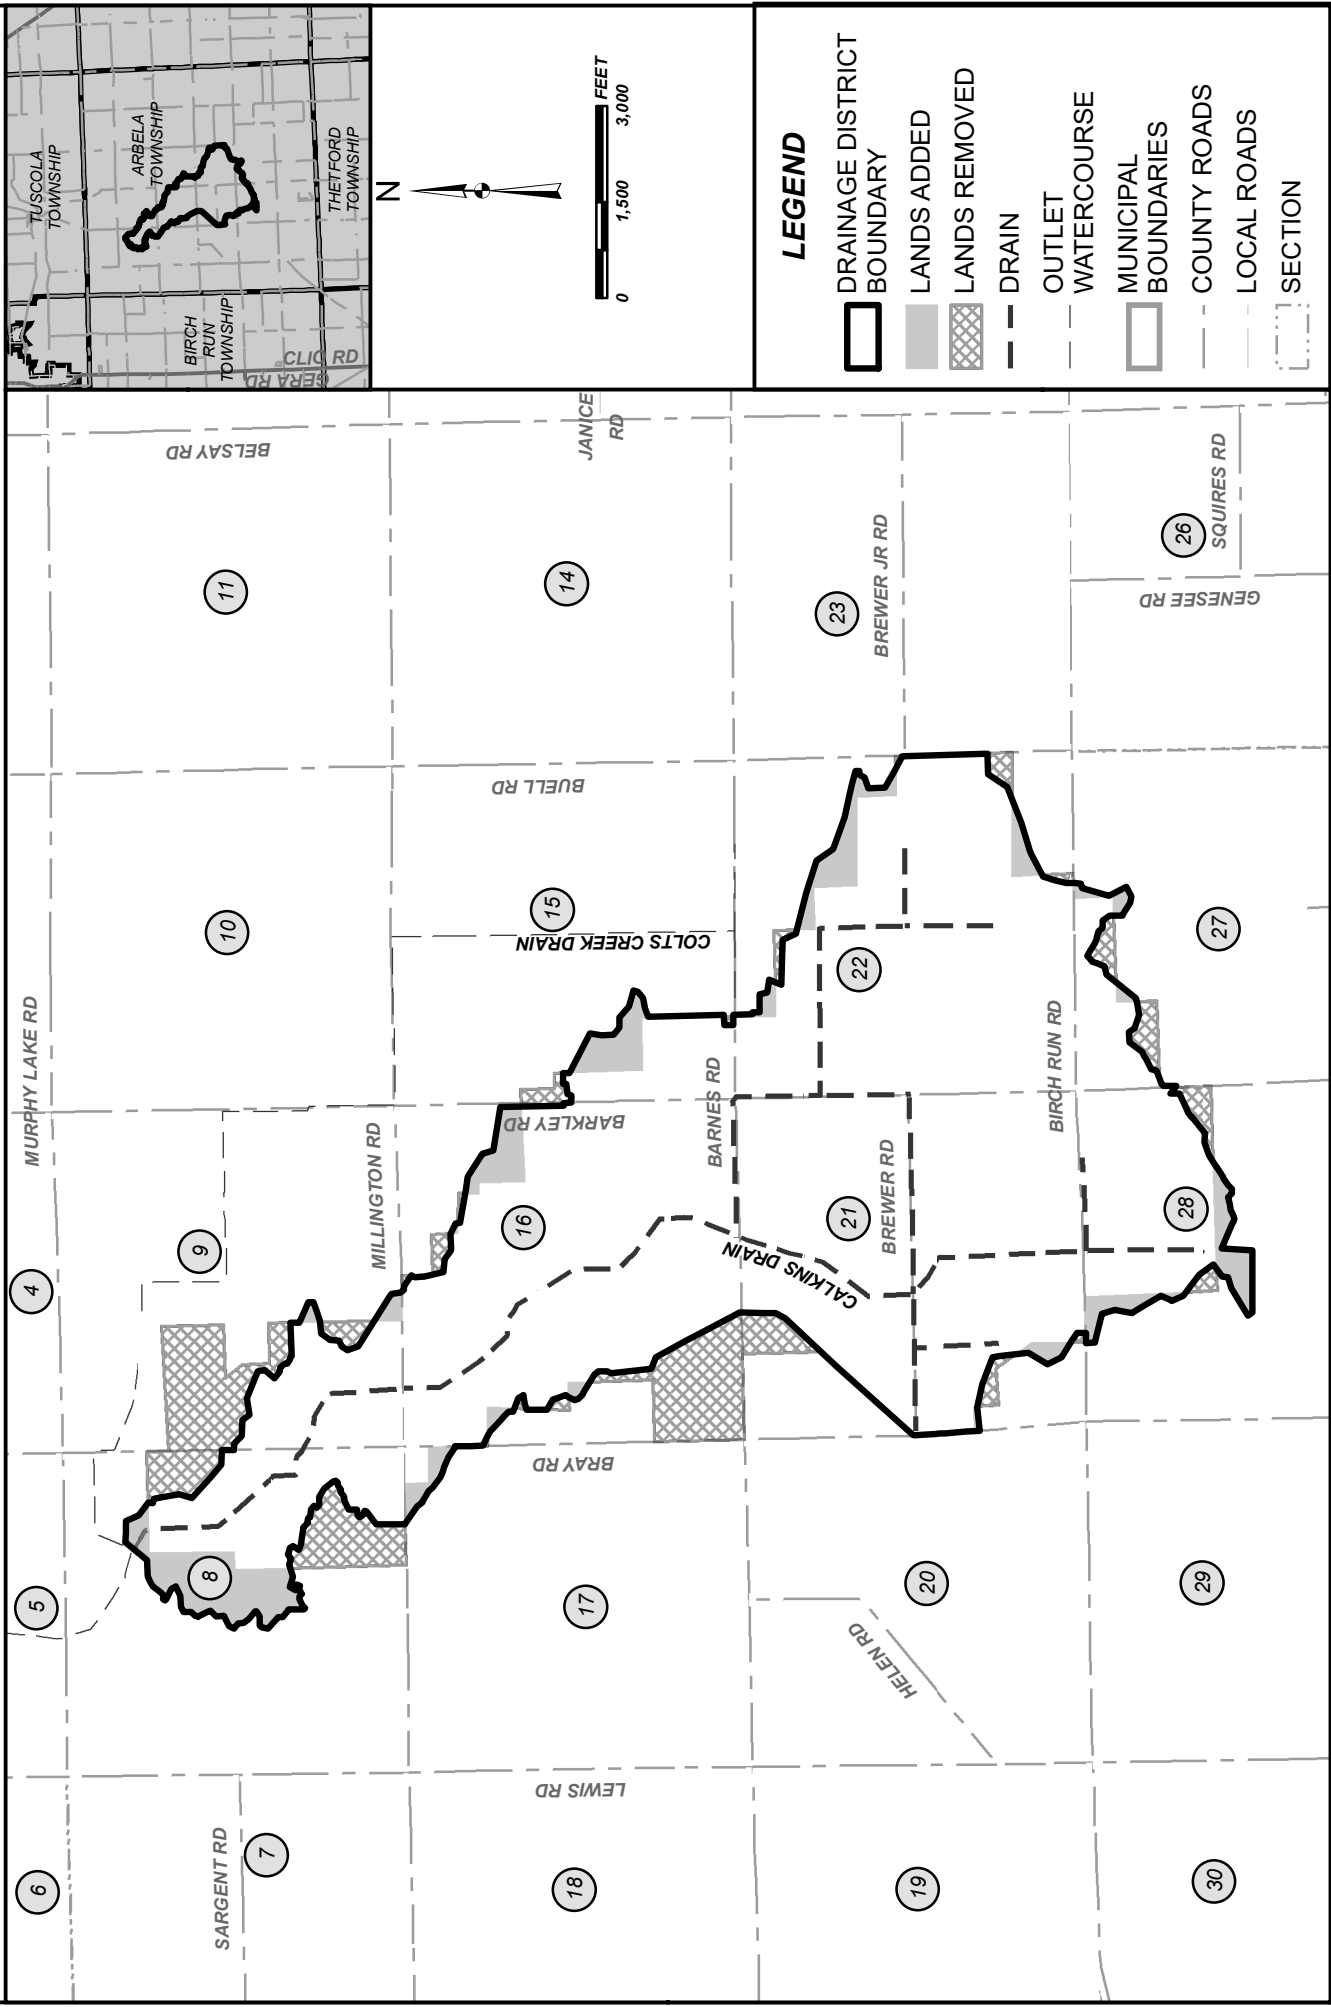 TUSCOLA
TOWNSHIP
ARBELA
TOWNSHIP
BIRCH
RUN
TOWNSHIP
THETFORD
TOWNSHIP
CLIO RD
GERA RD
N
0
1,500
3,000
FEET
LEGEND
DRAINAGE DISTRICT
BOUNDARY
LANDS ADDED
LANDS REMOVED
DRAIN
OUTLET
WATERCOURSE
MUNICIPAL
BOUNDARIES
COUNTY ROADS
LOCAL ROADS
SECTION
6
5
4
MURPHY LAKE RD
SARGENT RD
7
8
9
10
11
BELSAY RD
MILLINGTON RD
18
17
16
15
14
JANICE
RD
LEWIS RD
BRAY RD
BARKLEY RD
BUELL RD
COLTS CREEK DRAIN
BARNES RD
CALKINS DRAIN
HELEN RD
19
20
21
22
23
BREWER RD
BREWER JR RD
BIRCH RUN RD
30
29
28
27
26
GENESEE RD
SQUIRES RD